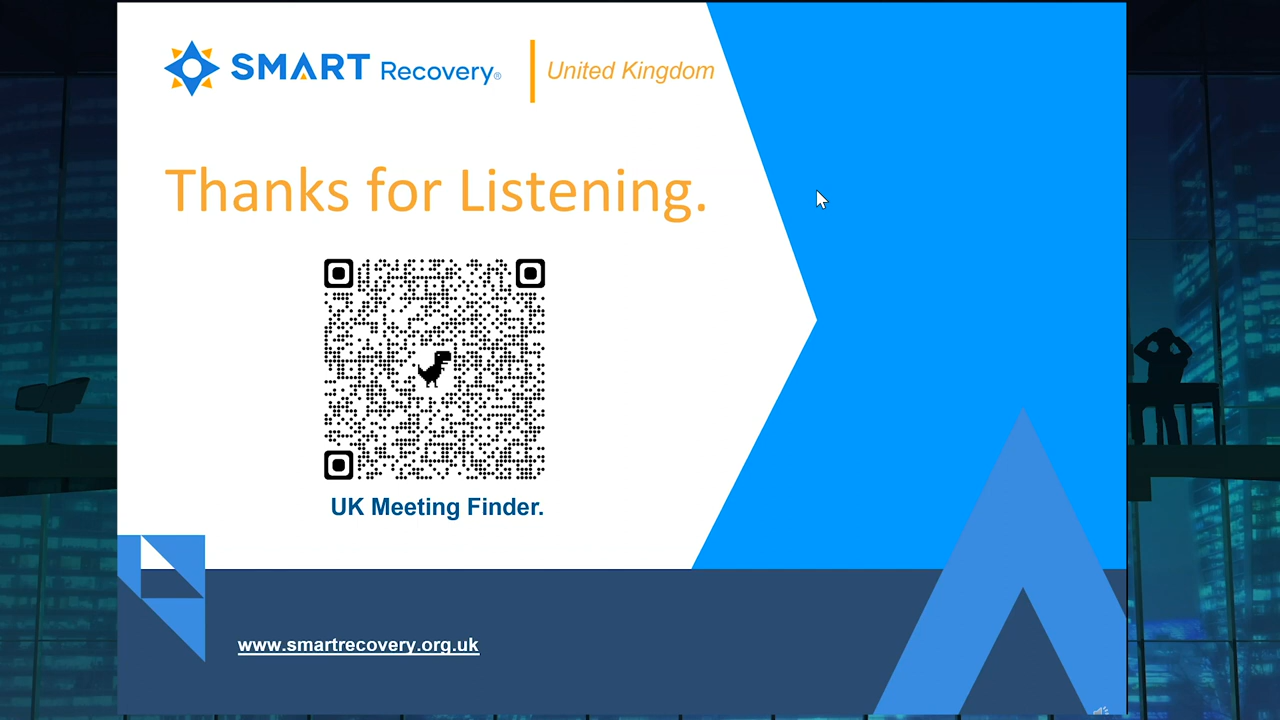 SMART Recovery®
United Kingdom
Thanks for Listening.
UK Meeting Finder.
www.smartrecovery.org.uk